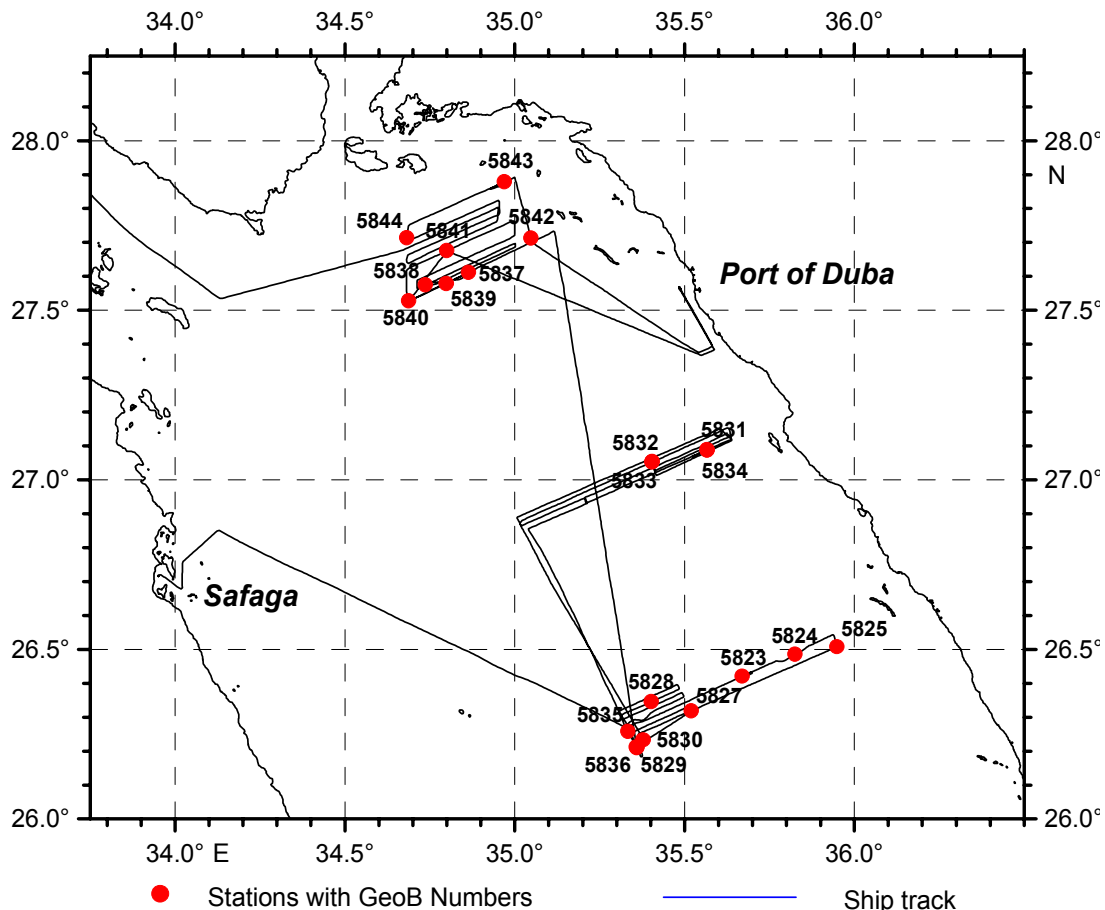 34.0° 34.5° 35.0° 35.5° 36.0°
28.0° 28.0°
N
5843
5844 5841 5842
5838 5837
5839
5840
Port of Duba
27.5° 27.5°
5832 5831
5833 5834
27.0° 27.0°
Safaga
26.5° 26.5°
5823 5824 5825
5828 5827
5835
5830
5836 5829
26.0° 26.0°
34.0° E 34.5° 35.0° 35.5° 36.0°
Stations with GeoB Numbers Ship track